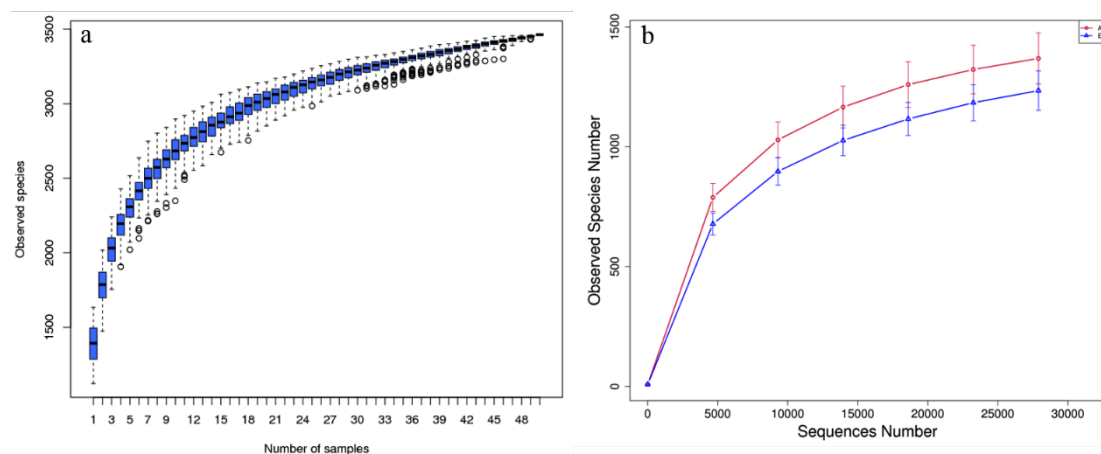 a
3500
3000
2500
2000
1500
Observed species
1 3 5 7 9 12 15 18 21 24 27 30 33 36 39 42 45 48
Number of samples
b
1500
1000
500
0
Observed Species Number
0 5000 10000 15000 20000 25000 30000
Sequences Number
A